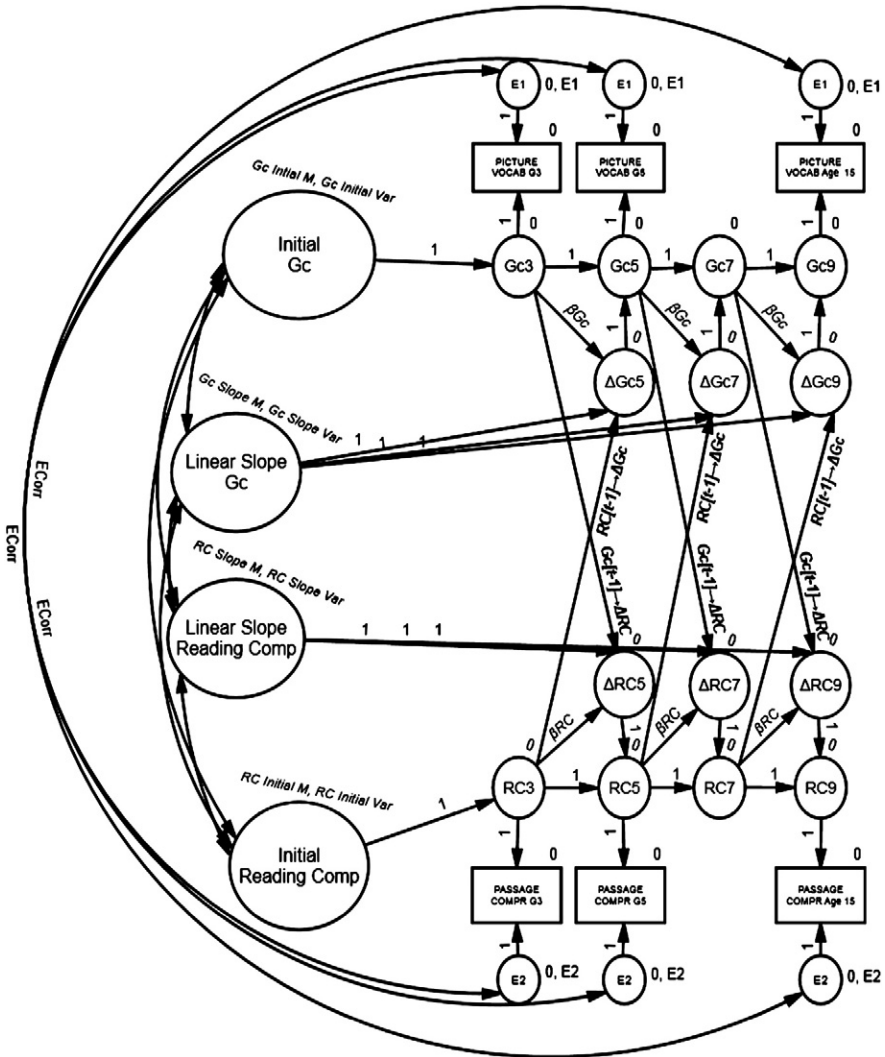 E1
0, E1
E1
0, E1
E1
0, E1
1
1
1
0
0
0
PICTURE
VOCAB G3
PICTURE
VOCAB G5
PICTURE
VOCAB Age 15
Gc Intial M, Gc Initial Var
Initial
Gc
1
1
0
1
0
0
1
0
Gc3
1
Gc5
1
Gc7
1
Gc9
βGc
βGc
βGc
1
0
1
0
1
0
ΔGc5
ΔGc7
ΔGc9
Gc Slope M, Gc Slope Var
1 1 1
Linear Slope
Gc
RC[t-1]→ΔGc
RC[t-1]→ΔGc
RC[t-1]→ΔGc
ECorr
ECorr
ECorr
RC Slope M, RC Slope Var
Gc[t-1]→ΔRC
Gc[t-1]→ΔRC
Gc[t-1]→ΔRC
Linear Slope
Reading Comp
1 1 1
0
0
0
ΔRC5
ΔRC7
ΔRC9
βRC
βRC
βRC
1
0
1
0
1
0
RC Initial M, RC Initial Var
1
0
RC3
1
RC5
1
RC7
1
RC9
Initial
Reading Comp
1
1
1
0
0
0
PASSAGE
COMPR G3
PASSAGE
COMPR G5
PASSAGE
COMPR Age 15
1
1
1
E2
0, E2
E2
0, E2
E2
0, E2